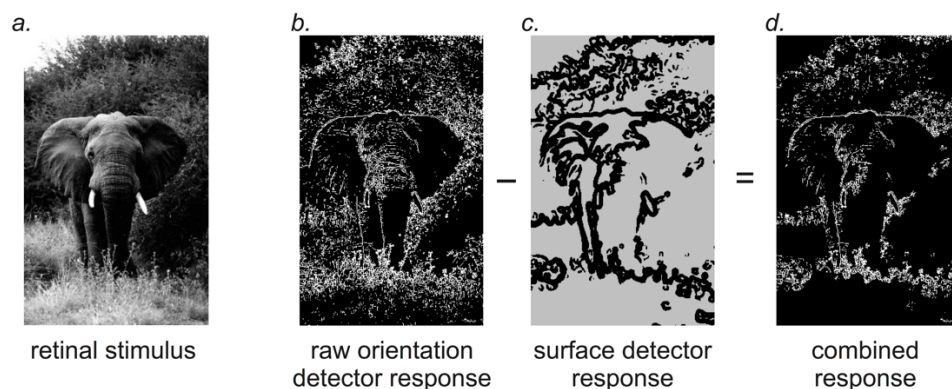 a.
b.
c.
d.
–
=
retinal stimulus
raw orientation
detector response
surface detector
response
combined
response